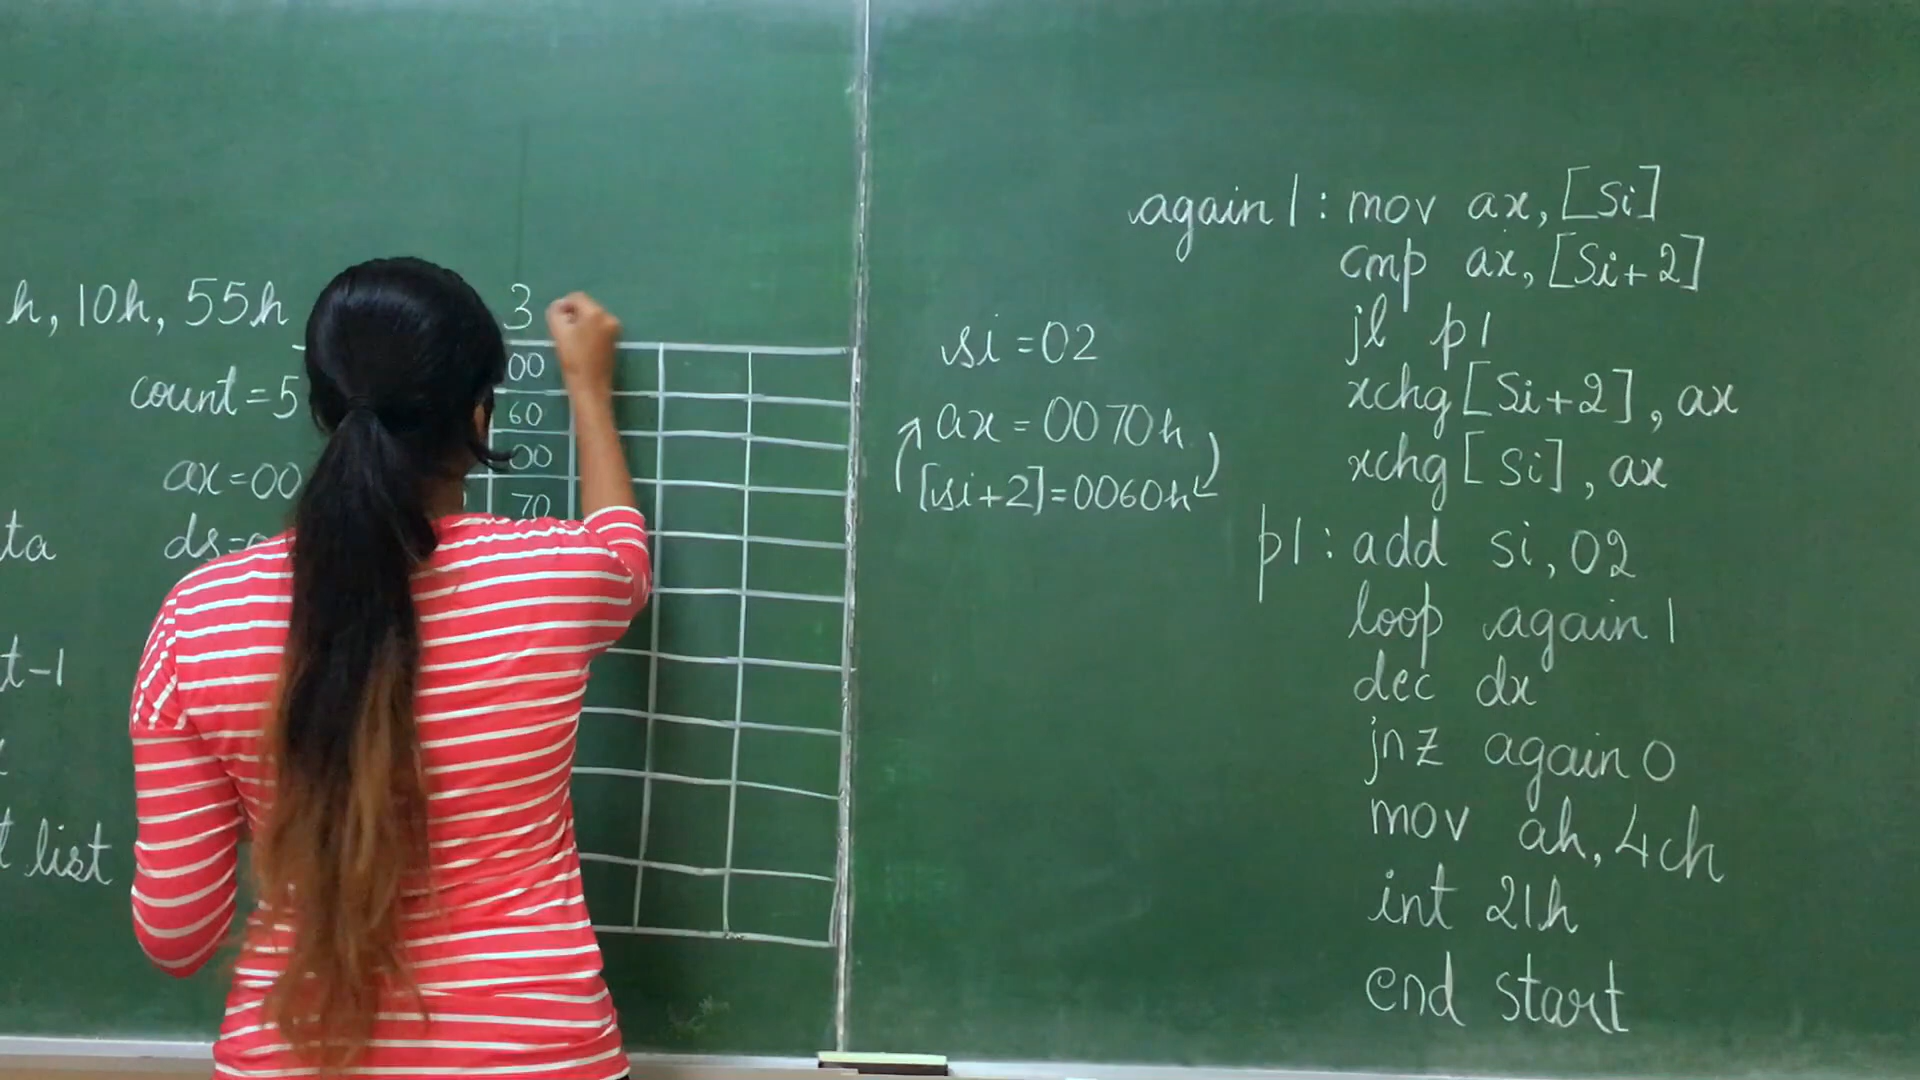 h, 10h, 55h
count=5
ax=00
ds=
ta
t-1
t list
3
00
60
00
70
si =02
ax = 0070h
[si+2]=0060h
again1: mov ax, [Si]
cmp ax, [Si+2]
jl p1
xchg [Si+2], ax
xchg [Si], ax
p1: add si, 02
loop again1
dec dx
jnz again0
mov ah, 4ch
int 21h
end start